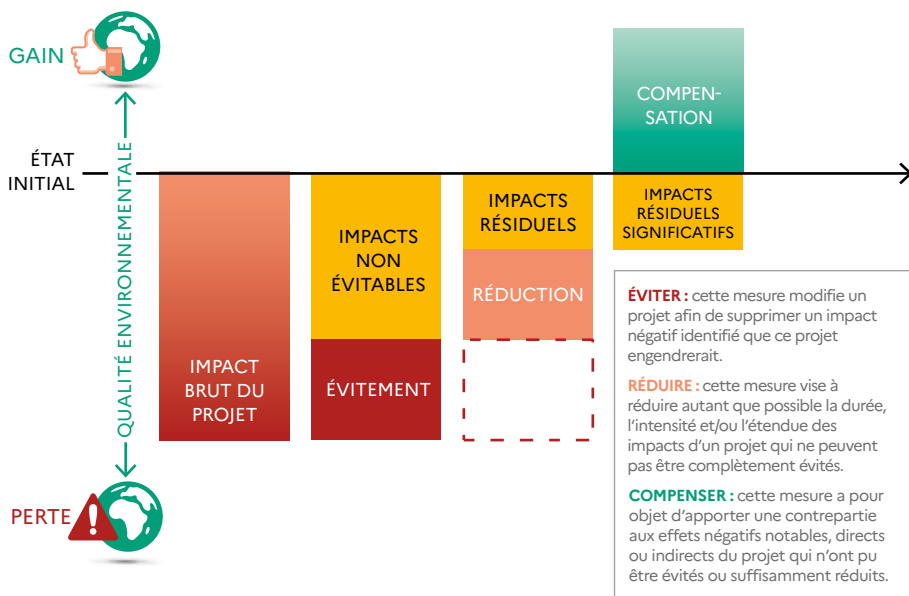 GAIN
ÉTAT
INITIAL
PERTE
QUALITÉ ENVIRONNEMENTALE
IMPACT
BRUT DU
PROJET
IMPACTS
NON
ÉVITABLES
ÉVITEMENT
IMPACTS
RÉSIDUELS
RÉDUCTION
COMPEN-
SATION
IMPACTS
RÉSIDUELS
SIGNIFICATIFS
ÉVITER : cette mesure modifie un
projet afin de supprimer un impact
négatif identifié que ce projet
engendrerait.
RÉDUIRE : cette mesure vise à
réduire autant que possible la durée,
l’intensité et/ou l’étendue des
impacts d’un projet qui ne peuvent
pas être complètement évités.
COMPENSER : cette mesure a pour
objet d’apporter une contrepartie
aux effets négatifs notables, directs
ou indirects du projet qui n’ont pu
être évités ou suffisamment réduits.